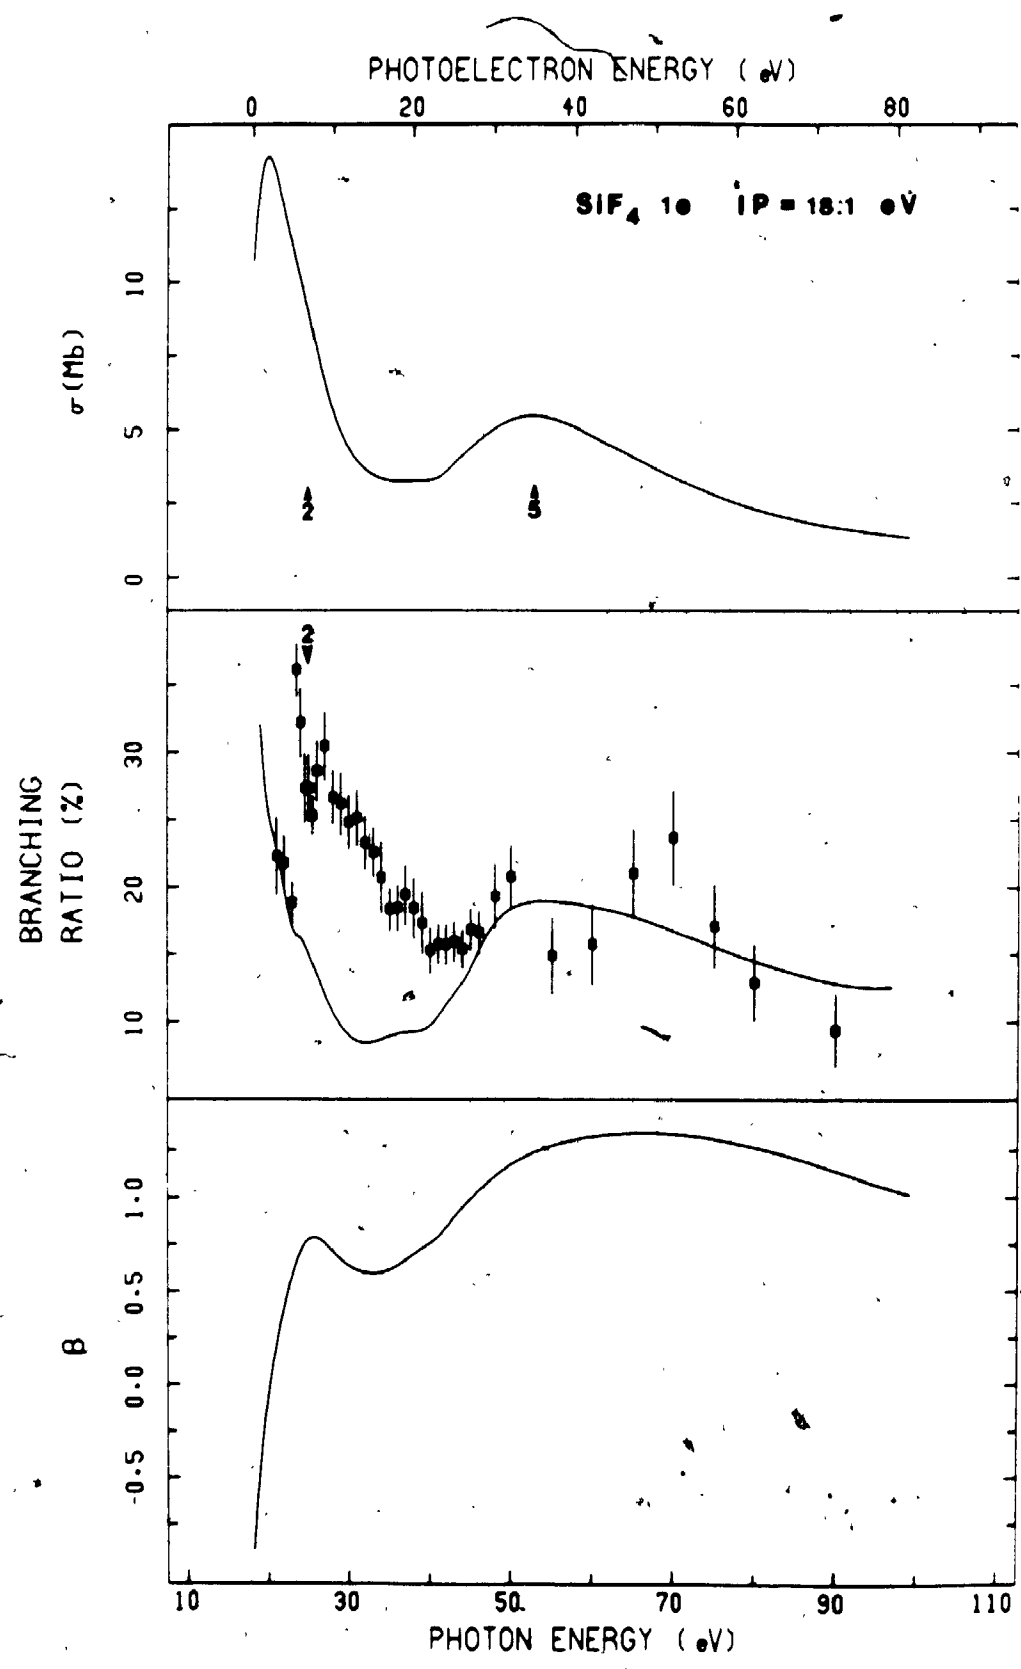 PHOTOELECTRON ENERGY ( eV)
0 20 40 60 80
SiF4 1e IP = 18.1 eV
σ (Mb)
10
5
0
2
5
2
BRANCHING
RATIO (%)
30
20
10
β
1.0
0.5
0.0
-0.5
10 30 50 70 90 110
PHOTON ENERGY ( eV)